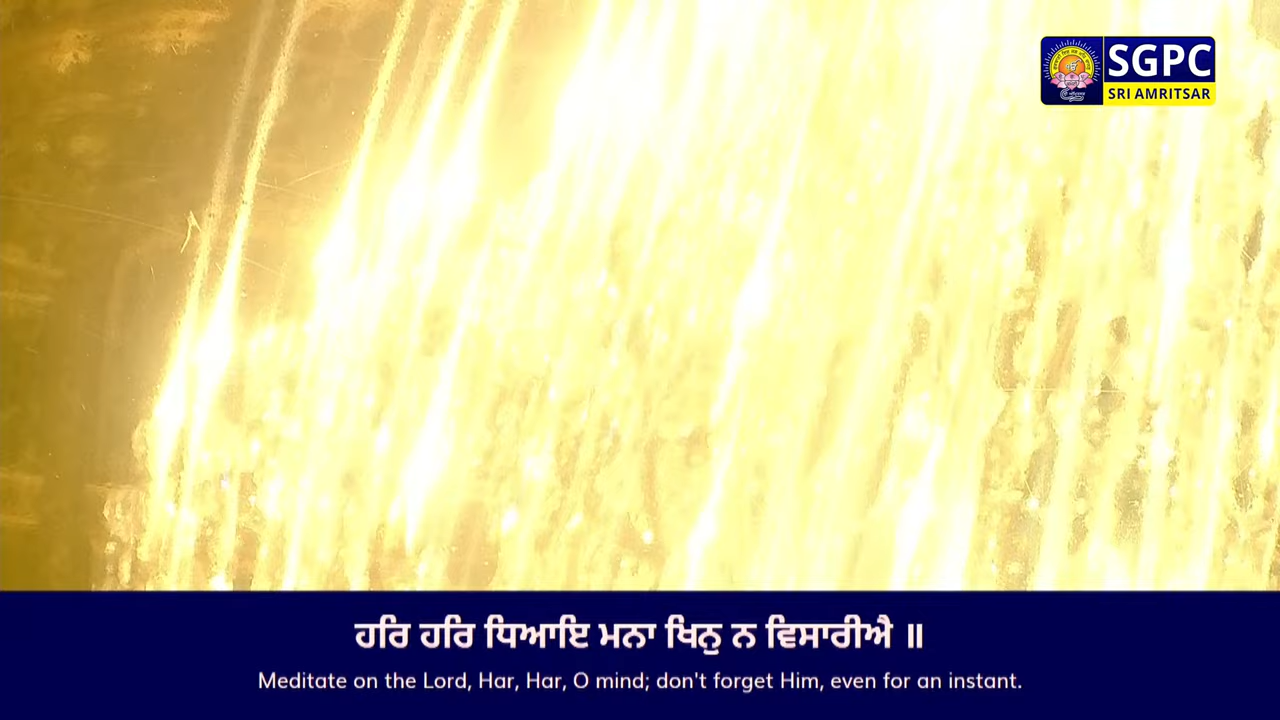 SGPC
SRI AMRITSAR
ਹਰਿ ਹਰਿ ਧਿਆਇ ਮਨਾ ਖਿਨੁ ਨ ਵਿਸਾਰੀਐ ॥
Meditate on the Lord, Har, Har, O mind; don't forget Him, even for an instant.